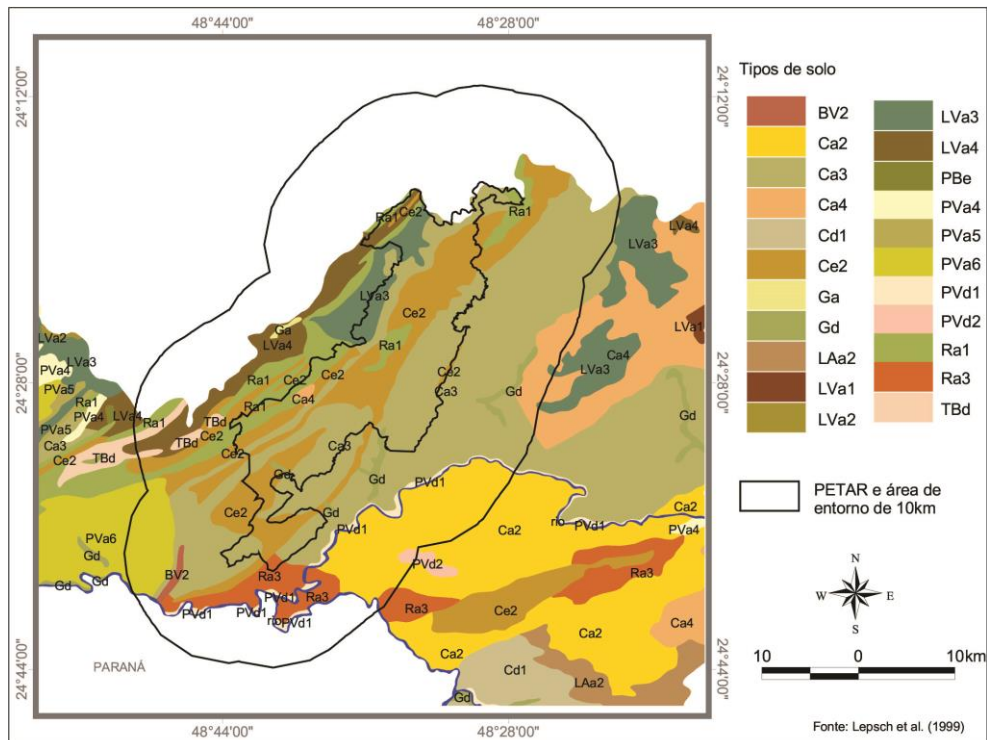 48°44'00" 48°28'00"
24°12'00" 24°12'00"
Tipos de solo
BV2 LVa3
Ca2 LVa4
Ca3 PBe
Ca4 PVa4
Cd1 PVa5
Ce2 PVa6
Ga PVd1
Gd PVd2
LAa2 Ra1
LVa1 Ra3
LVa2 TBd
PETAR e área de
entorno de 10km
N
W E
S
10 0 10km
Fonte: Lepsch et al. (1999)
Ra1 Ce2 Ra1
LVa3 LVa4
LVa3
Ce2
Ga
LVa4
LVa1
LVa2
LVa3
PVa4
Ra1
Ce2
Ce2
Ra1
Ca4
Ce2
Ca3
Ca4
LVa3
24°28'00" 24°28'00"
PVa5
Ra1
PVa4
LVa4
Ra1
Ra1
Gd
Gd
PVa5
TBd
TBd
Ce2
Ca3
Ce2
TBd
Ce2
Ca3
Gd
Gd
PVd1
Ce2
Gd
PVd1
Ca2
Ca2
rio
PVd1
PVa4
PVa6
Gd
PVd2
BV2
Ra3
Ra3
Gd
Gd
PVd1
PVd1
PVd1
Ra3
rio
PVd1
Ra3
Ce2
Ca2
Ca4
PARANÁ
Ca2
Cd1
LAa2
Gd
24°44'00" 24°44'00"
48°44'00" 48°28'00"